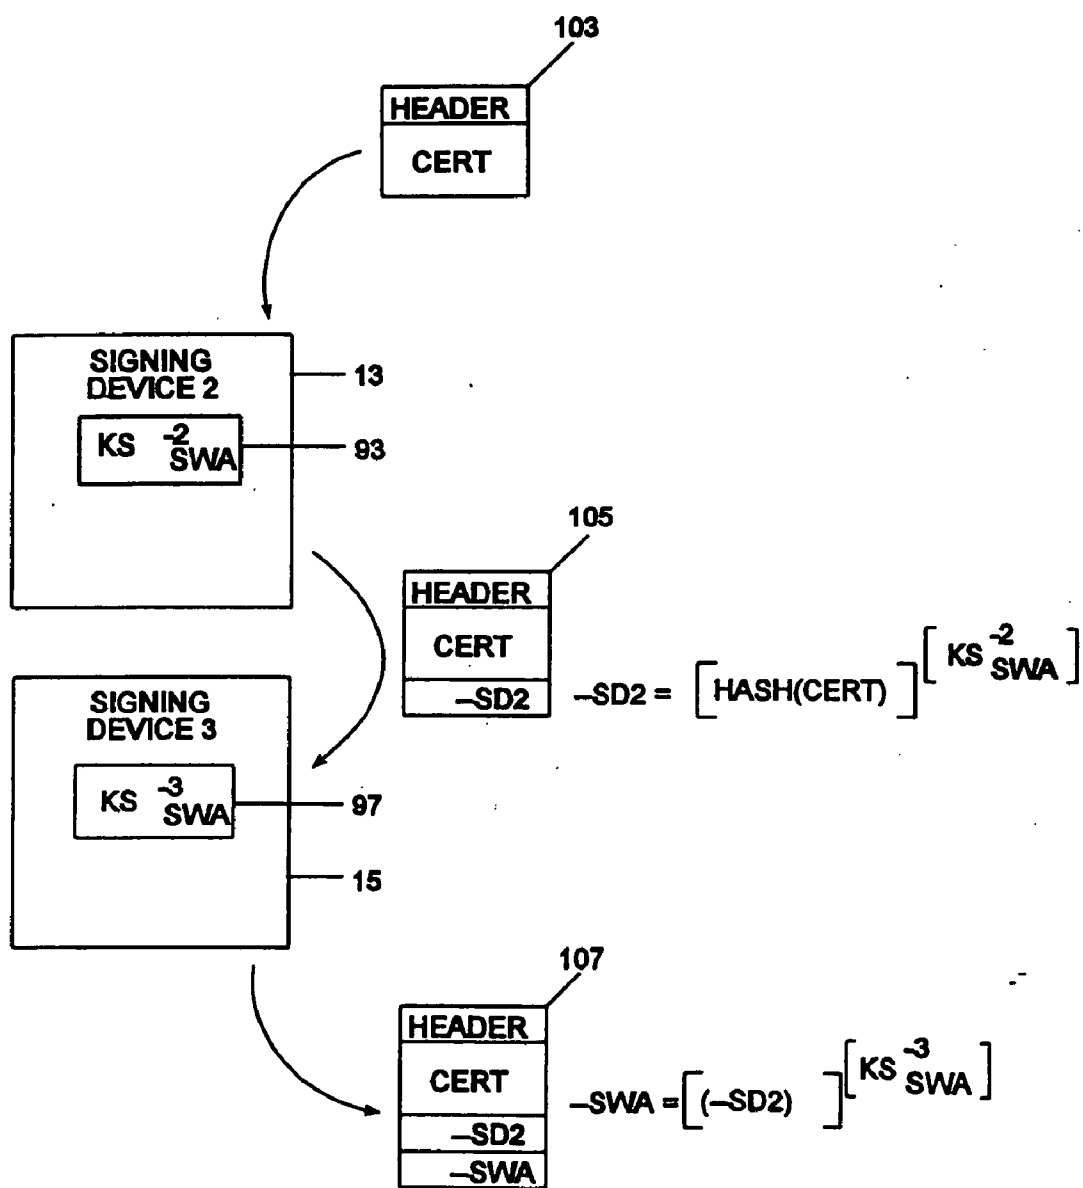 103
HEADER
CERT
SIGNING
DEVICE 2
13
KS -2 SWA
93
105
HEADER
CERT
—SD2
—SD2 = [HASH(CERT)] [KS -2 SWA]
SIGNING
DEVICE 3
KS -3 SWA
97
15
107
HEADER
CERT
—SD2
—SWA
—SWA = [(—SD2)] [KS -3 SWA]